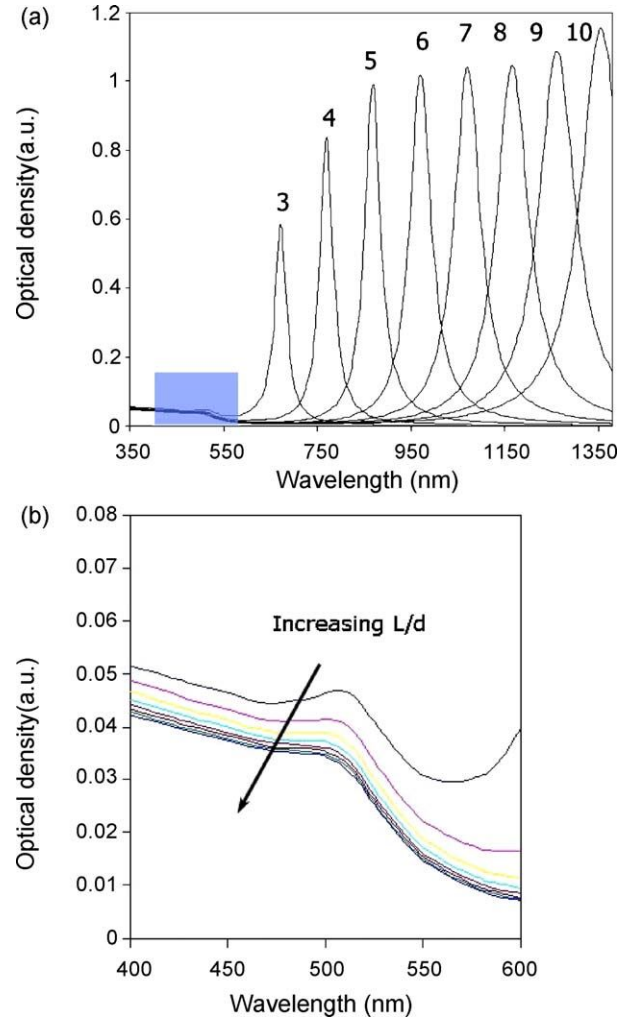 (a)
1.2
1
0.8
0.6
0.4
0.2
0
Optical density(a.u.)
3
4
5
6
7
8
9
10
350 550 750 950 1150 1350
Wavelength (nm)
(b)
0.08
0.07
0.06
0.05
0.04
0.03
0.02
0.01
0
Optical density(a.u.)
Increasing L/d
400 450 500 550 600
Wavelength (nm)